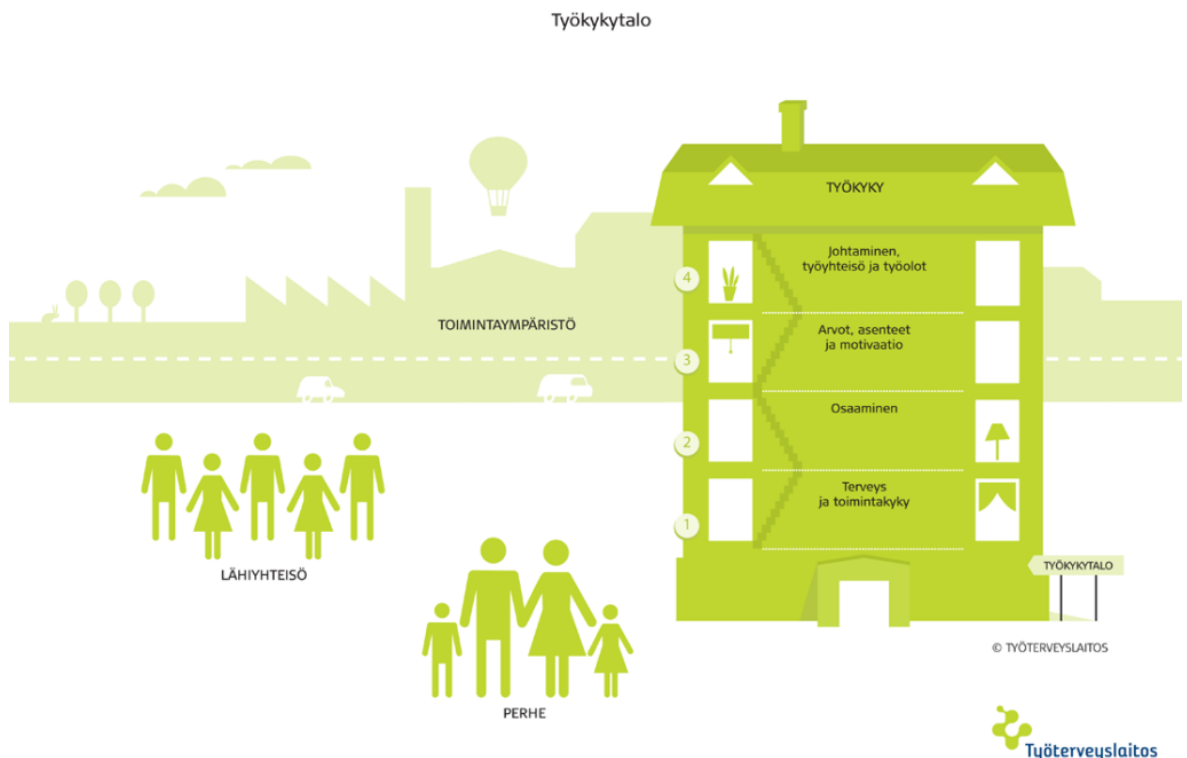 Työkykytalo
TYÖKYKY
Johtaminen,
työyhteisö ja työolot
4
TOIMINTAYMPÄRISTÖ
Arvot, asenteet
ja motivaatio
3
Osaaminen
2
Terveys
ja toimintakyky
1
LÄHIYHTEISÖ
PERHE
TYÖKYKYTALO
© TYÖTERVEYSLAITOS
Työterveyslaitos